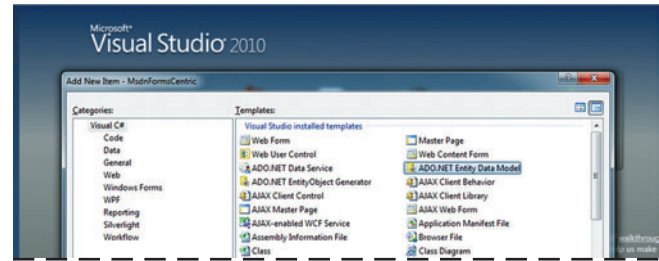 Microsoft®
Visual Studio® 2010
Add New Item - MsdnFormsCentric
Categories:
Visual C#
Code
Data
General
Web
Windows Forms
WPF
Reporting
Silverlight
Workflow
Templates:
Visual Studio installed templates
Web Form
Master Page
Web User Control
Web Content Form
ADO.NET Data Service
ADO.NET Entity Data Model
ADO.NET EntityObject Generator
AJAX Client Behavior
AJAX Client Control
AJAX Client Library
AJAX Master Page
AJAX Web Form
AJAX-enabled WCF Service
Application Manifest File
Assembly Information File
Browser File
Class
Class Diagram
us make